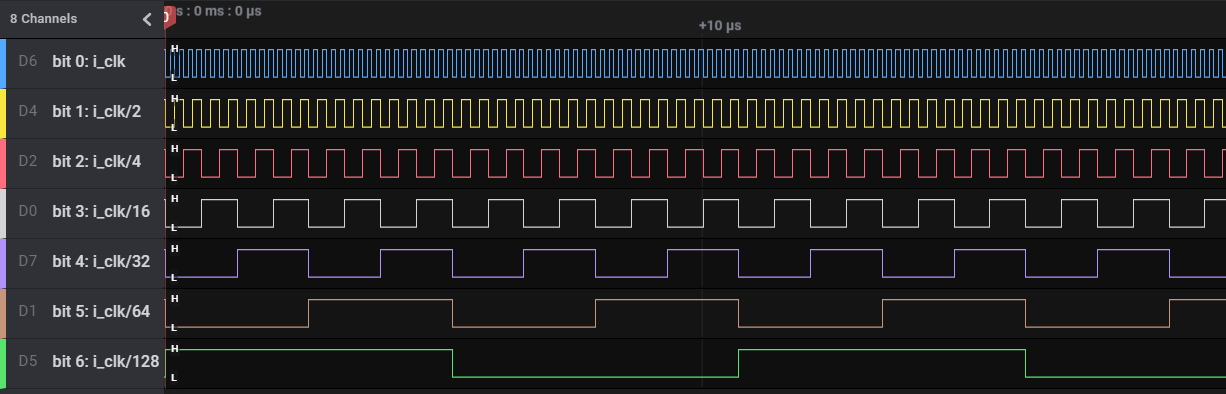 8 Channels
s : 0 ms : 0 µs
+10 µs
D6 bit 0: i_clk H L
D4 bit 1: i_clk/2 H L
D2 bit 2: i_clk/4 H L
D0 bit 3: i_clk/16 H L
D7 bit 4: i_clk/32 H L
D1 bit 5: i_clk/64 H L
D5 bit 6: i_clk/128 H L